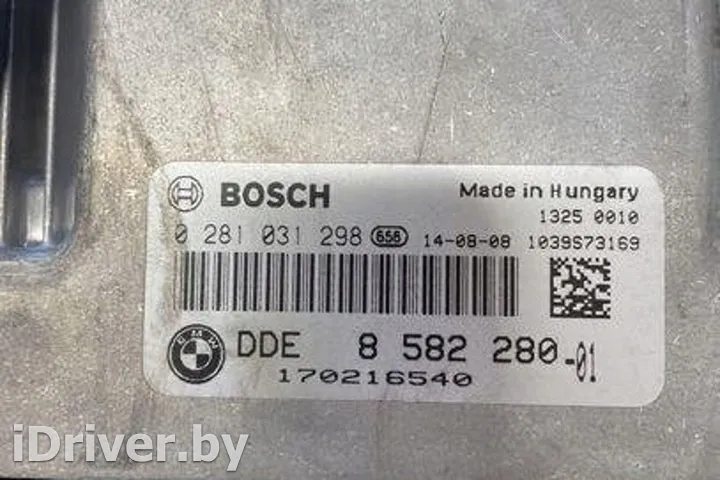 BOSCH
Made in Hungary
1325 0010
0 281 031 298 656 14-08-08 1039S73169
BMW
DDE 8 582 280-01
170216540
iDriver.by